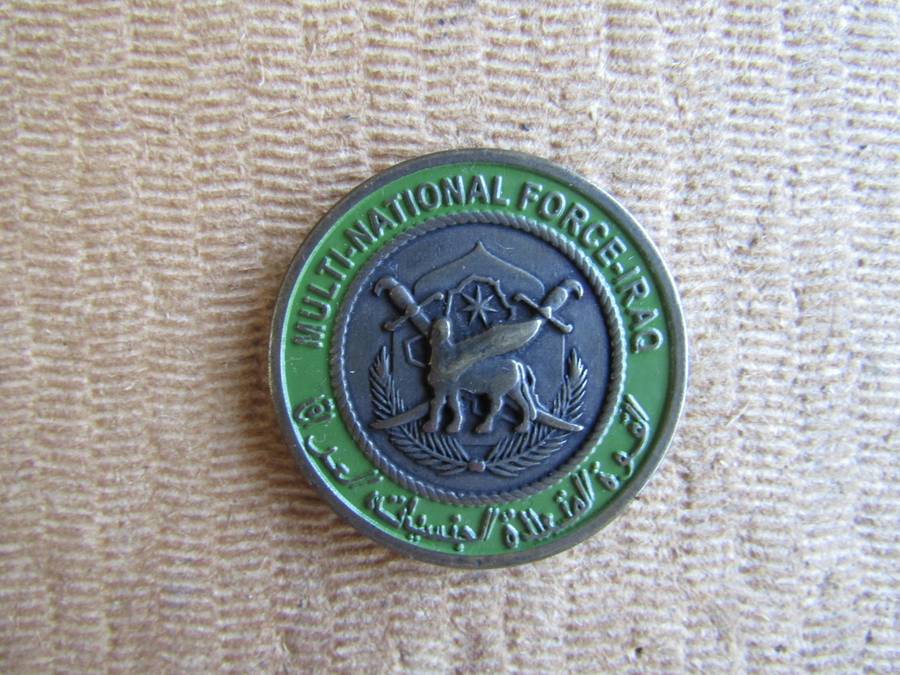 MULTI-NATIONAL FORCE-IRAQ
القوة المتعددة الجنسيات العراق